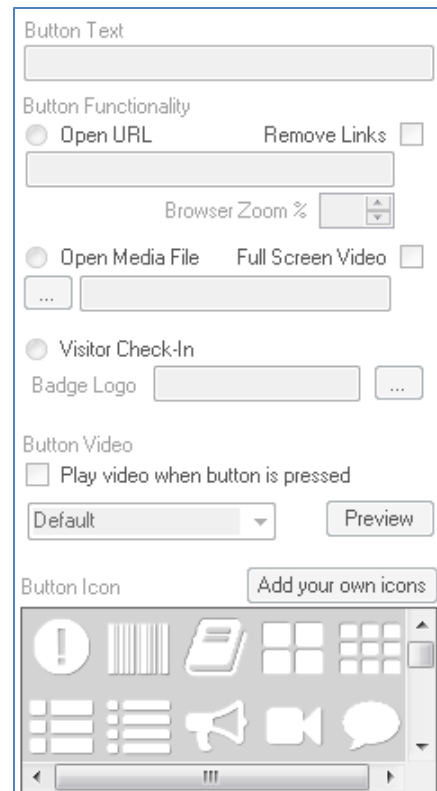 Button Text
Button Functionality
Open URL Remove Links
Browser Zoom %
Open Media File Full Screen Video
...
Visitor Check-In
Badge Logo ...
Button Video
Play video when button is pressed
Default Preview
Button Icon Add your own icons
!